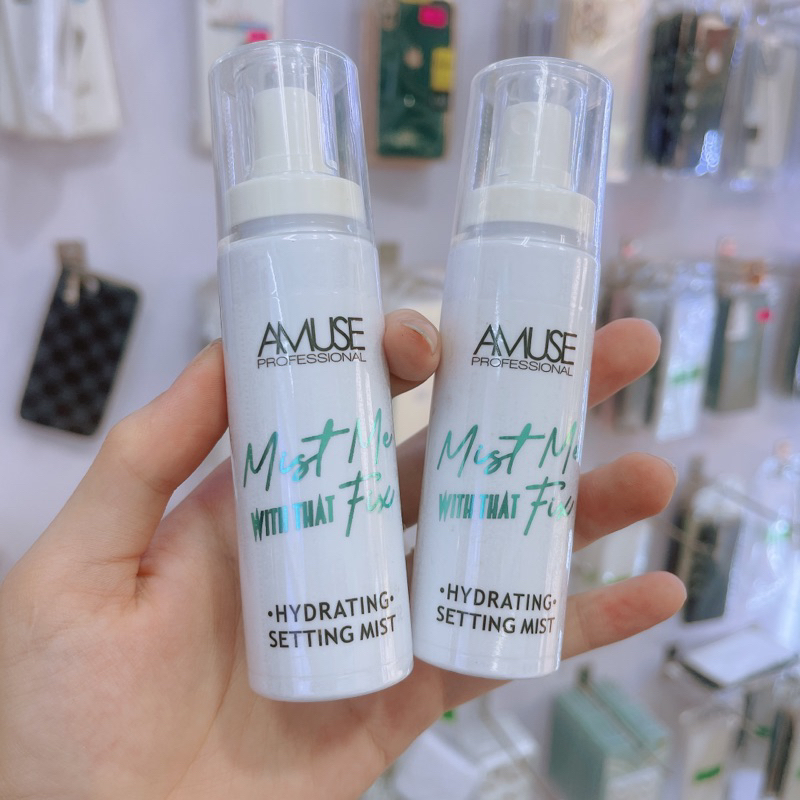 AMUSE
PROFESSIONAL
Mist Me
WITH THAT Fix
•HYDRATING•
SETTING MIST
AMUSE
PROFESSIONAL
Mist Me
WITH THAT Fix
•HYDRATING•
SETTING MIST